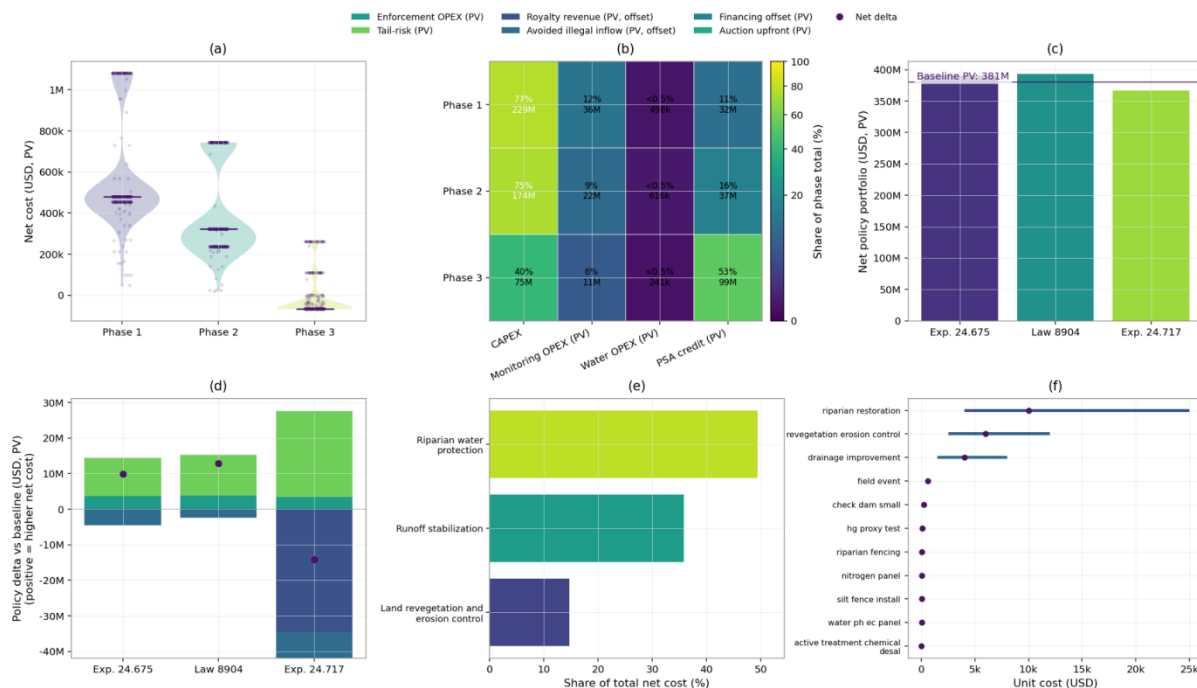 Enforcement OPEX (PV)
Tail-risk (PV)
Royalty revenue (PV, offset)
Avoided illegal inflow (PV, offset)
Financing offset (PV)
Auction upfront (PV)
Net delta
(a)
Net cost (USD, PV)
1M
800k
600k
400k
200k
0
Phase 1
Phase 2
Phase 3
(b)
Phase 1
Phase 2
Phase 3
77%
229M
12%
36M
<0.5%
498k
11%
32M
75%
174M
9%
22M
<0.5%
616k
16%
37M
40%
75M
6%
11M
<0.5%
241k
53%
99M
CAPEX
Monitoring OPEX (PV)
Water OPEX (PV)
PSA credit (PV)
100
80
60
40
20
0
Share of phase total (%)
(c)
Net policy portfolio (USD, PV)
400M
350M
300M
250M
200M
150M
100M
50M
0
Baseline PV: 381M
Exp. 24.675
Law 8904
Exp. 24.717
(d)
Policy delta vs baseline (USD, PV)
(positive = higher net cost)
30M
20M
10M
0
-10M
-20M
-30M
-40M
Exp. 24.675
Law 8904
Exp. 24.717
(e)
Riparian water
protection
Runoff stabilization
Land revegetation and
erosion control
0
10
20
30
40
50
Share of total net cost (%)
(f)
riparian restoration
revegetation erosion control
drainage improvement
field event
check dam small
hg proxy test
riparian fencing
nitrogen panel
silt fence install
water ph ec panel
active treatment chemical
desal
0
5k
10k
15k
20k
25k
Unit cost (USD)